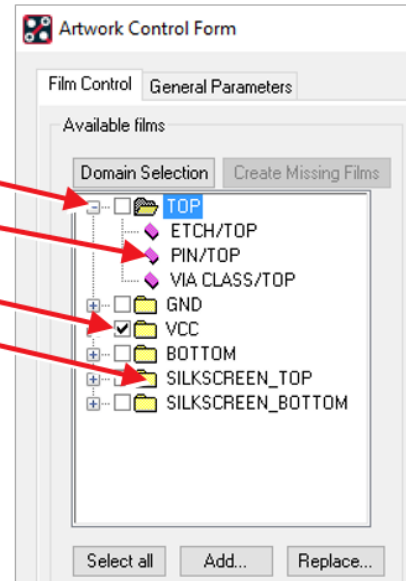 Artwork Control Form
Film Control General Parameters
Available films
Domain Selection Create Missing Films
TOP
ETCH/TOP
PIN/TOP
VIA CLASS/TOP
GND
VCC
BOTTOM
SILKSCREEN_TOP
SILKSCREEN_BOTTOM
Select all Add... Replace...